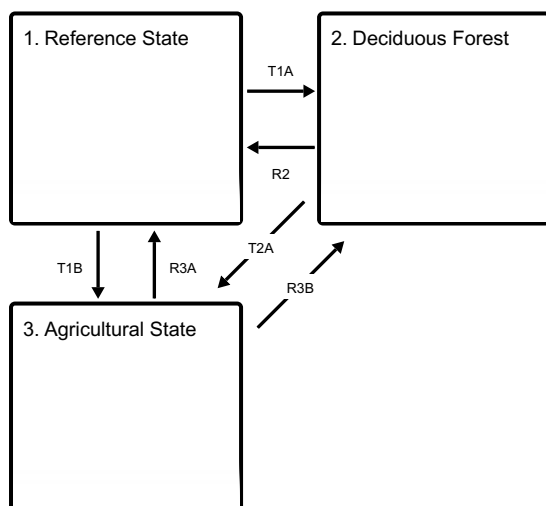 1. Reference State
2. Deciduous Forest
T1A
R2
T1B
R3A
T2A
R3B
3. Agricultural State